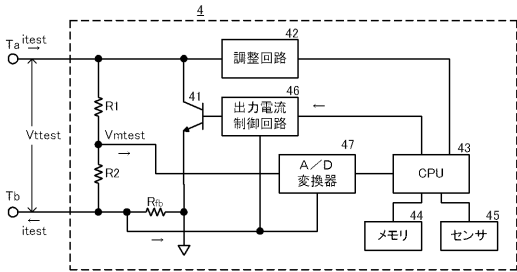 4
Ta
itest
42
調整回路
41
46
出力電流
制御回路
R1
Vttest
Vmtest
47
A/D
変換器
43
CPU
R2
Tb
itest
Rfb
44
メモリ
45
センサ